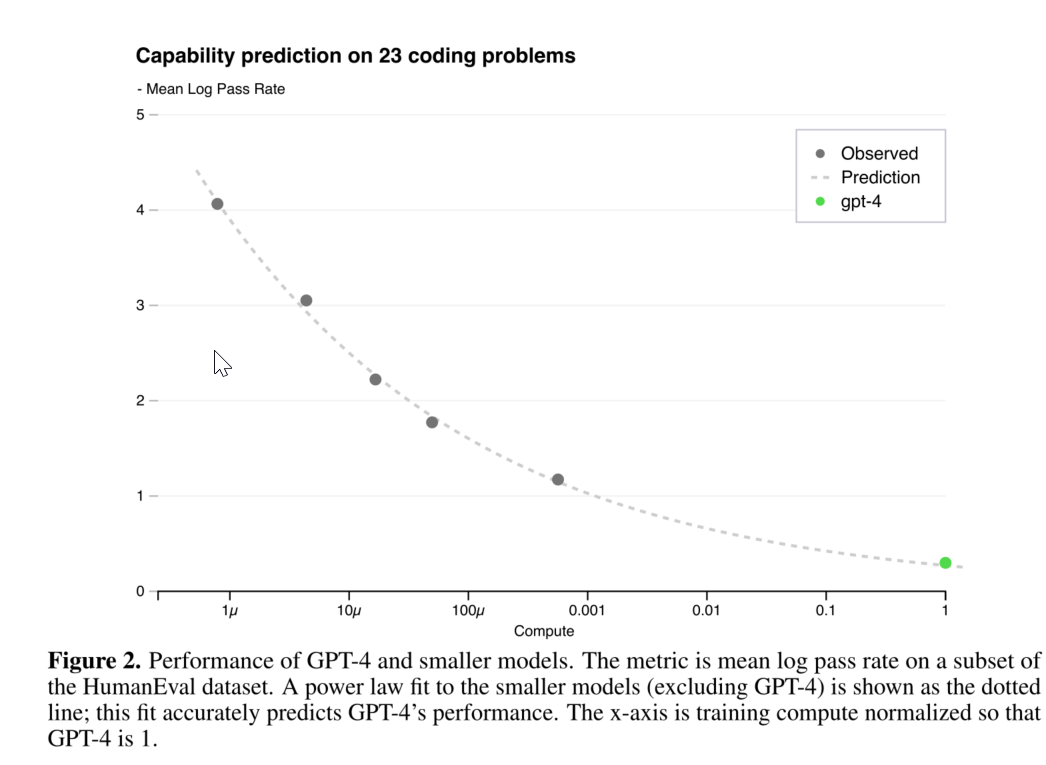 Capability prediction on 23 coding problems
- Mean Log Pass Rate
5
Observed
Prediction
gpt-4
4
3
2
1
0
1µ
10µ
100µ
0.001
0.01
0.1
1
Compute
Figure 2. Performance of GPT-4 and smaller models. The metric is mean log pass rate on a subset of
the HumanEval dataset. A power law fit to the smaller models (excluding GPT-4) is shown as the dotted
line; this fit accurately predicts GPT-4's performance. The x-axis is training compute normalized so that
GPT-4 is 1.